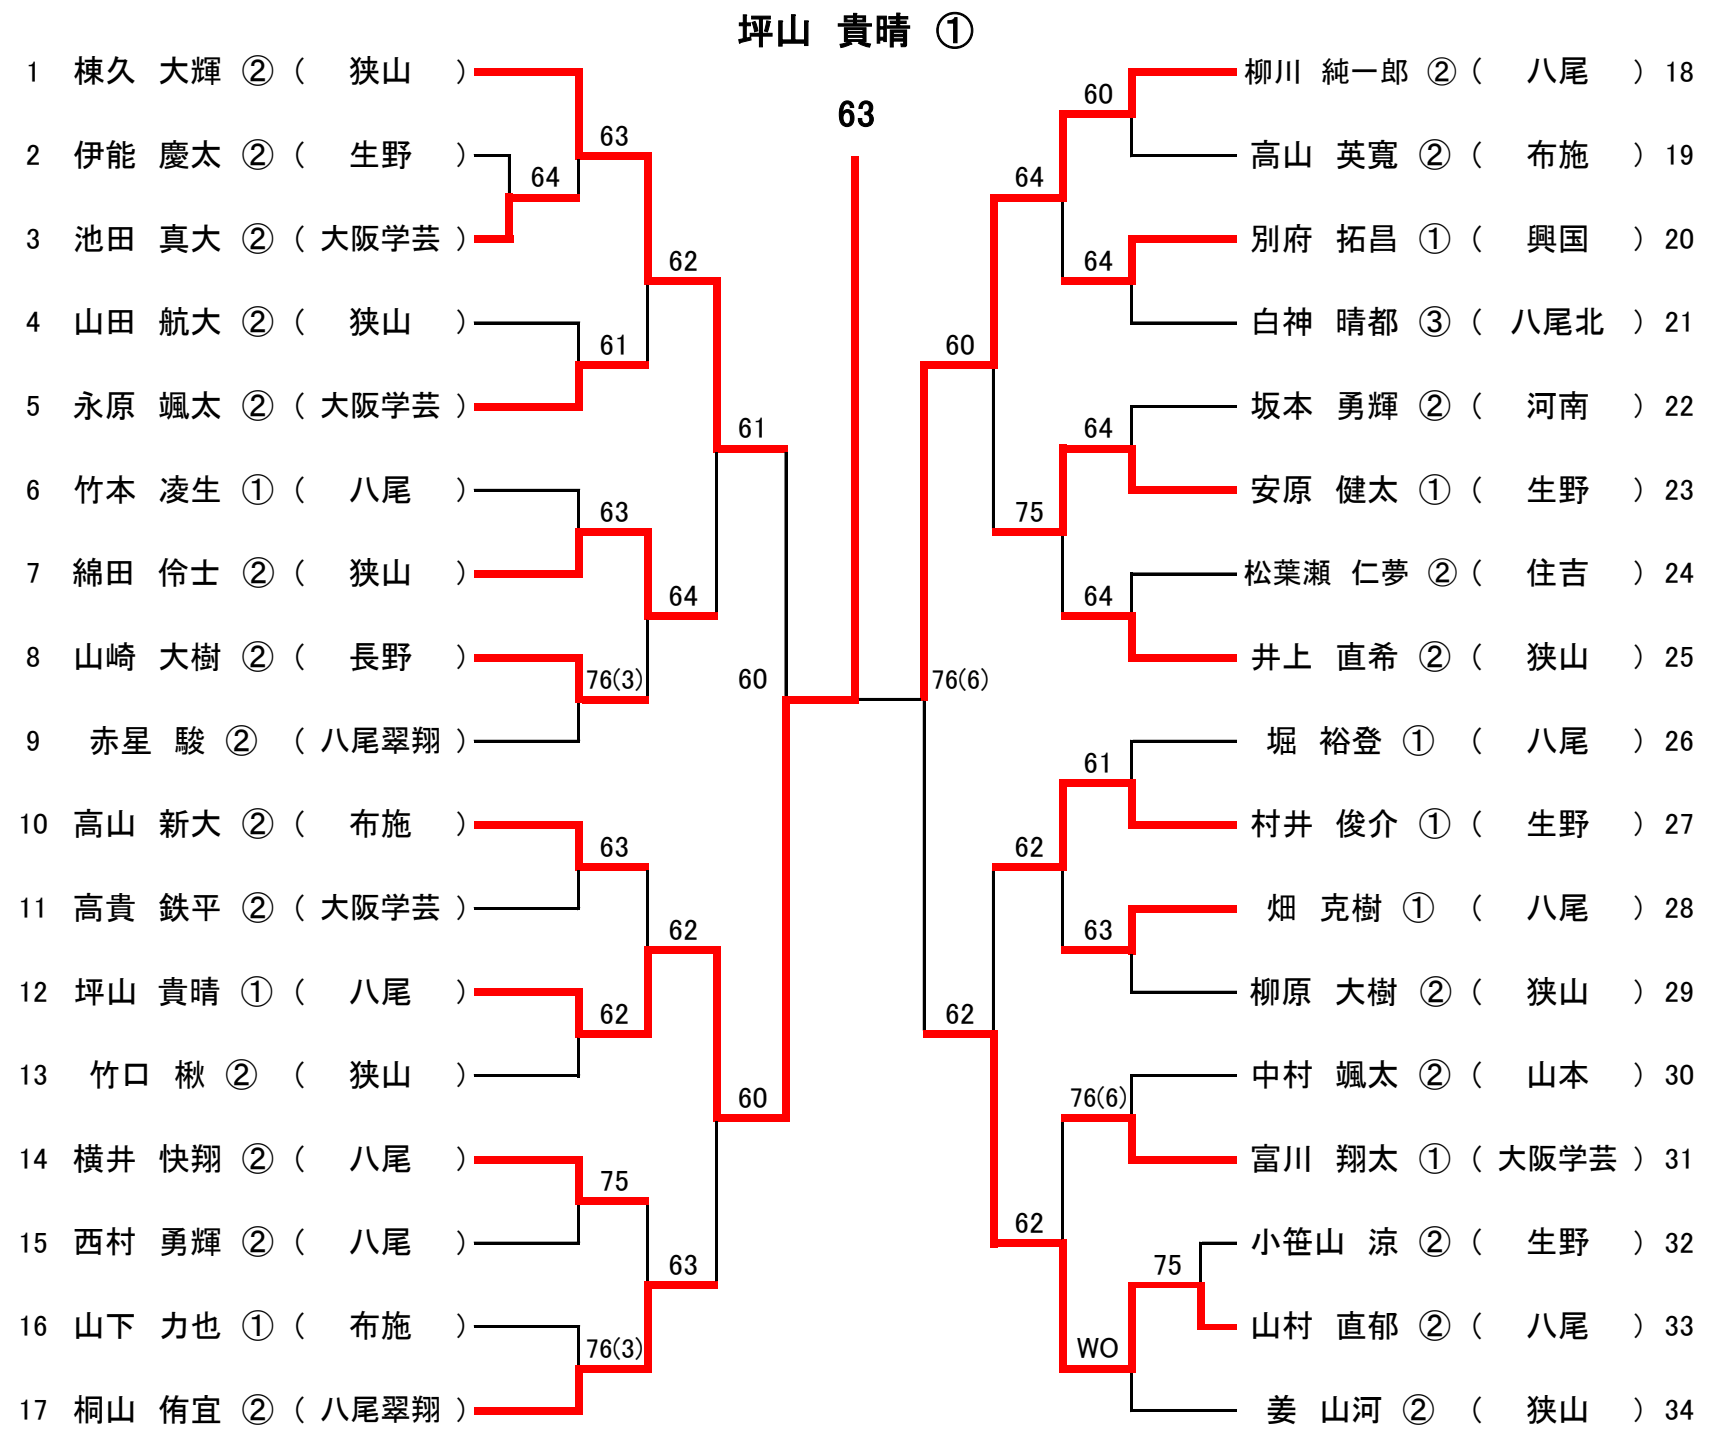 坪山 貴晴 ①
63
1 棟久 大輝 ② ( 狭山 )
2 伊能 慶太 ② ( 生野 )
3 池田 真大 ② ( 大阪学芸 )
4 山田 航大 ② ( 狭山 )
5 永原 颯太 ② ( 大阪学芸 )
6 竹本 凌生 ① ( 八尾 )
7 綿田 伶士 ② ( 狭山 )
8 山崎 大樹 ② ( 長野 )
9 赤星 駿 ② ( 八尾翠翔 )
10 高山 新大 ② ( 布施 )
11 高貴 鉄平 ② ( 大阪学芸 )
12 坪山 貴晴 ① ( 八尾 )
13 竹口 楸 ② ( 狭山 )
14 横井 快翔 ② ( 八尾 )
15 西村 勇輝 ② ( 八尾 )
16 山下 力也 ① ( 布施 )
17 桐山 侑宜 ② ( 八尾翠翔 )
64
63
61
63
76(3)
63
62
75
76(3)
62
64
62
63
61
60
60
76(6)
60
62
64
75
62
62
60
64
64
64
61
63
76(6)
WO
75
柳川 純一郎 ② ( 八尾 ) 18
高山 英寛 ② ( 布施 ) 19
別府 拓昌 ① ( 興国 ) 20
白神 晴都 ③ ( 八尾北 ) 21
坂本 勇輝 ② ( 河南 ) 22
安原 健太 ① ( 生野 ) 23
松葉瀬 仁夢 ② ( 住吉 ) 24
井上 直希 ② ( 狭山 ) 25
堀 裕登 ① ( 八尾 ) 26
村井 俊介 ① ( 生野 ) 27
畑 克樹 ① ( 八尾 ) 28
柳原 大樹 ② ( 狭山 ) 29
中村 颯太 ② ( 山本 ) 30
富川 翔太 ① ( 大阪学芸 ) 31
小笹山 涼 ② ( 生野 ) 32
山村 直郁 ② ( 八尾 ) 33
姜 山河 ② ( 狭山 ) 34